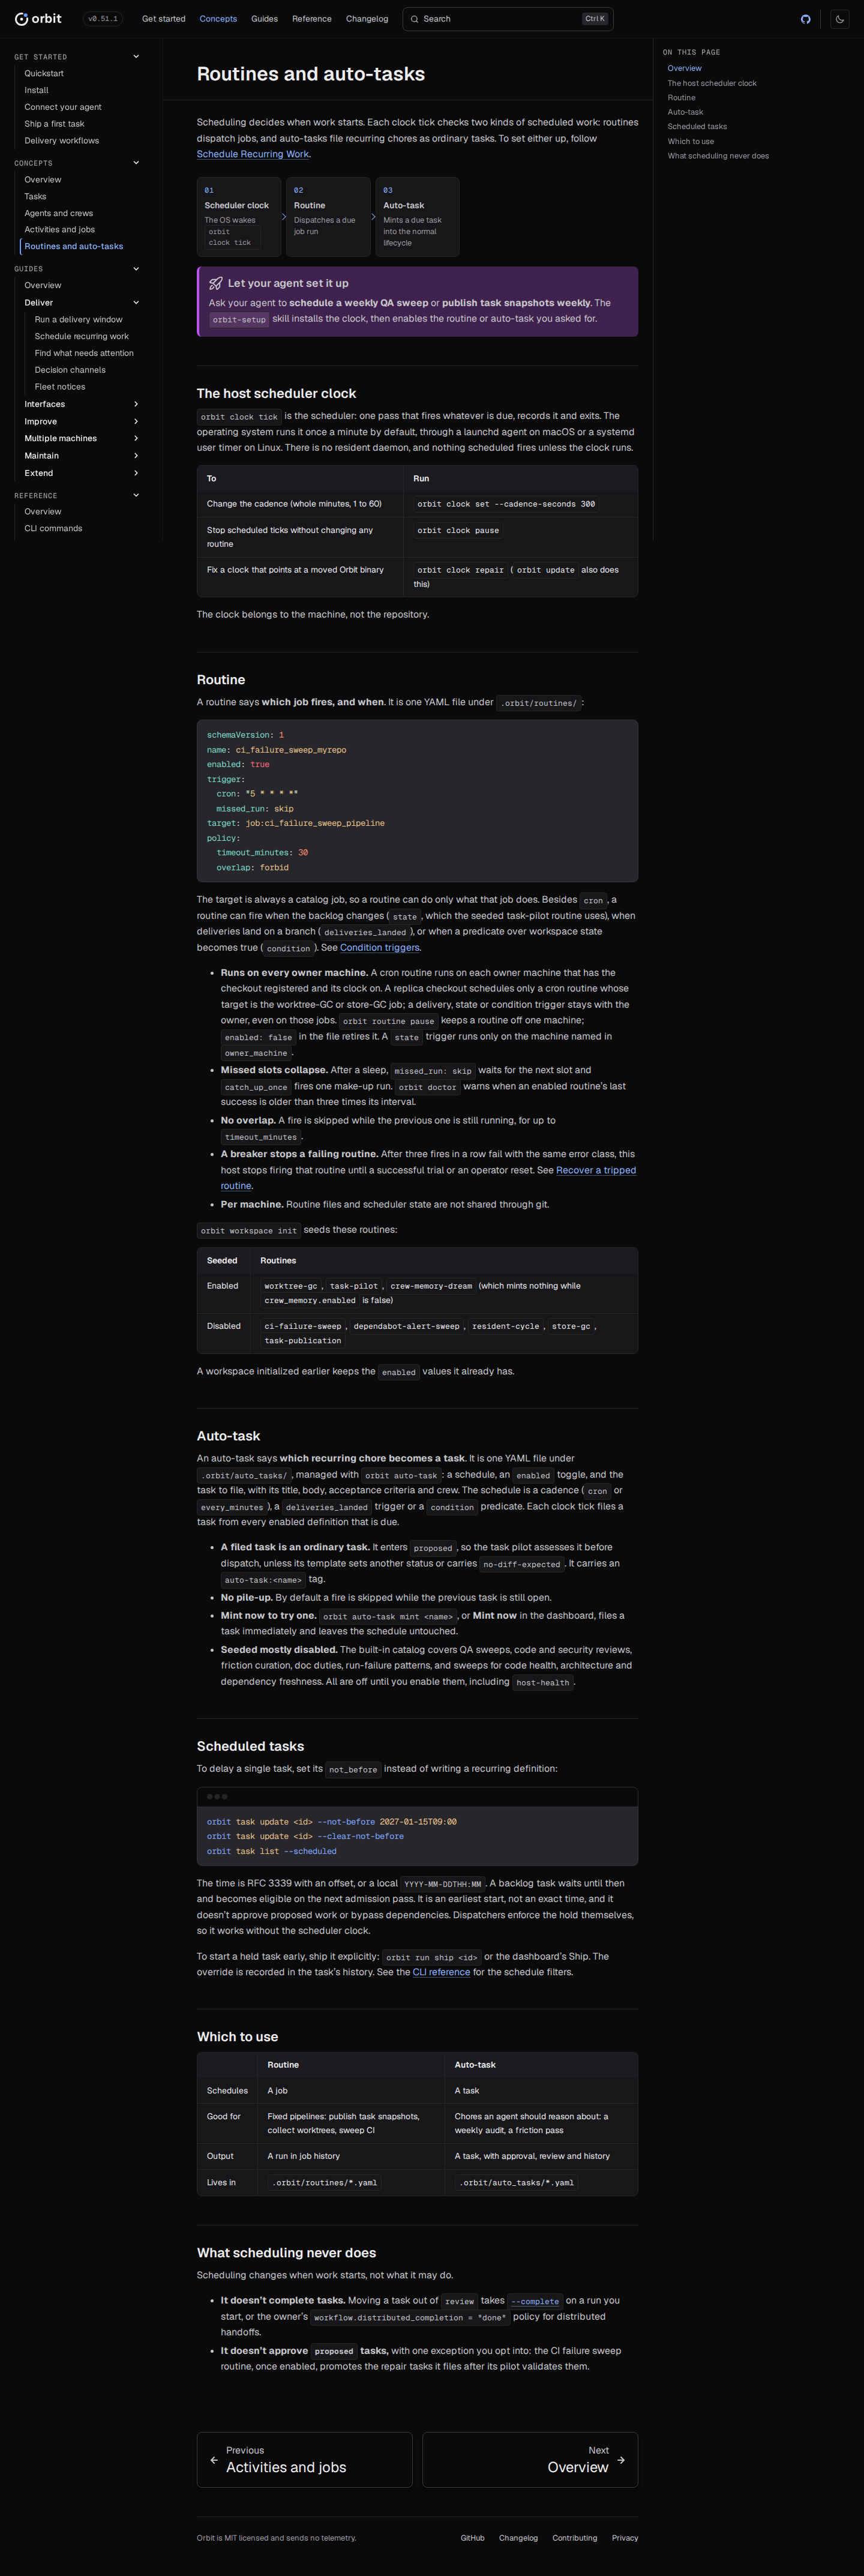 orbit
v0.51.1
Get started
Concepts
Guides
Reference
Changelog
Search
Ctrl K
GET STARTED
Quickstart
Install
Connect your agent
Ship a first task
Delivery workflows
CONCEPTS
Overview
Tasks
Agents and crews
Activities and jobs
Routines and auto-tasks
GUIDES
Overview
Deliver
Run a delivery window
Schedule recurring work
Find what needs attention
Decision channels
Fleet notices
Interfaces
Improve
Multiple machines
Maintain
Extend
REFERENCE
Overview
CLI commands
Routines and auto-tasks
Scheduling decides when work starts. Each clock tick checks two kinds of scheduled work: routines
dispatch jobs, and auto-tasks file recurring chores as ordinary tasks. To set either up, follow
Schedule Recurring Work.
01
Scheduler clock
The OS wakes
orbit
clock tick
02
Routine
Dispatches a due
job run
03
Auto-task
Mints a due task
into the normal
lifecycle
Let your agent set it up
Ask your agent to schedule a weekly QA sweep or publish task snapshots weekly. The
orbit-setup skill installs the clock, then enables the routine or auto-task you asked for.
The host scheduler clock
orbit clock tick is the scheduler: one pass that fires whatever is due, records it and exits. The
operating system runs it once a minute by default, through a launchd agent on macOS or a systemd
user timer on Linux. There is no resident daemon, and nothing scheduled fires unless the clock runs.
To Run
Change the cadence (whole minutes, 1 to 60) orbit clock set --cadence-seconds 300
Stop scheduled ticks without changing any orbit clock pause
routine
Fix a clock that points at a moved Orbit binary orbit clock repair ( orbit update also does
this)
The clock belongs to the machine, not the repository.
Routine
A routine says which job fires, and when. It is one YAML file under .orbit/routines/ :
schemaVersion: 1
name: ci_failure_sweep_myrepo
enabled: true
trigger:
cron: "5 * * * *"
missed_run: skip
target: job:ci_failure_sweep_pipeline
policy:
timeout_minutes: 30
overlap: forbid
The target is always a catalog job, so a routine can do only what that job does. Besides cron , a
routine can fire when the backlog changes ( state , which the seeded task-pilot routine uses), when
deliveries land on a branch ( deliveries_landed ), or when a predicate over workspace state
becomes true ( condition ). See Condition triggers.
• Runs on every owner machine. A cron routine runs on each owner machine that has the
checkout registered and its clock on. A replica checkout schedules only a cron routine whose
target is the worktree-GC or store-GC job; a delivery, state or condition trigger stays with the
owner, even on those jobs. orbit routine pause keeps a routine off one machine;
enabled: false in the file retires it. A state trigger runs only on the machine named in
owner_machine .
• Missed slots collapse. After a sleep, missed_run: skip waits for the next slot and
catch_up_once fires one make-up run. orbit doctor warns when an enabled routine's last
success is older than three times its interval.
• No overlap. A fire is skipped while the previous one is still running, for up to
timeout_minutes .
• A breaker stops a failing routine. After three fires in a row fail with the same error class, this
host stops firing that routine until a successful trial or an operator reset. See Recover a tripped
routine.
• Per machine. Routine files and scheduler state are not shared through git.
orbit workspace init seeds these routines:
Seeded Routines
Enabled worktree-gc , task-pilot , crew-memory-dream (which mints nothing while
crew_memory.enabled is false)
Disabled ci-failure-sweep , dependabot-alert-sweep , resident-cycle , store-gc ,
task-publication
A workspace initialized earlier keeps the enabled values it already has.
Auto-task
An auto-task says which recurring chore becomes a task. It is one YAML file under
.orbit/auto_tasks/ , managed with orbit auto-task : a schedule, an enabled toggle, and the
task to file, with its title, body, acceptance criteria and crew. The schedule is a cadence ( cron or
every_minutes ), a deliveries_landed trigger or a condition predicate. Each clock tick files a
task from every enabled definition that is due.
• A filed task is an ordinary task. It enters proposed , so the task pilot assesses it before
dispatch, unless its template sets another status or carries no-diff-expected . It carries an
auto-task:<name> tag.
• No pile-up. By default a fire is skipped while the previous task is still open.
• Mint now to try one. orbit auto-task mint <name> , or Mint now in the dashboard, files a
task immediately and leaves the schedule untouched.
• Seeded mostly disabled. The built-in catalog covers QA sweeps, code and security reviews,
friction curation, doc duties, run-failure patterns, and sweeps for code health, architecture and
dependency freshness. All are off until you enable them, including host-health .
Scheduled tasks
To delay a single task, set its not_before instead of writing a recurring definition:
orbit task update <id> --not-before 2027-01-15T09:00
orbit task update <id> --clear-not-before
orbit task list --scheduled
The time is RFC 3339 with an offset, or a local YYYY-MM-DDTHH:MM . A backlog task waits until then
and becomes eligible on the next admission pass. It is an earliest start, not an exact time, and it
doesn't approve proposed work or bypass dependencies. Dispatchers enforce the hold themselves,
so it works without the scheduler clock.
To start a held task early, ship it explicitly: orbit run ship <id> or the dashboard's Ship. The
override is recorded in the task's history. See the CLI reference for the schedule filters.
Which to use
Routine Auto-task
Schedules A job A task
Good for Fixed pipelines: publish task snapshots, Chores an agent should reason about: a
collect worktrees, sweep CI weekly audit, a friction pass
Output A run in job history A task, with approval, review and history
Lives in .orbit/routines/*.yaml .orbit/auto_tasks/*.yaml
What scheduling never does
Scheduling changes when work starts, not what it may do.
• It doesn't complete tasks. Moving a task out of review takes --complete on a run you
start, or the owner's workflow.distributed_completion = "done" policy for distributed
handoffs.
• It doesn't approve proposed tasks, with one exception you opt into: the CI failure sweep
routine, once enabled, promotes the repair tasks it files after its pilot validates them.
Previous
Activities and jobs
Next
Overview
Orbit is MIT licensed and sends no telemetry.
GitHub
Changelog
Contributing
Privacy
ON THIS PAGE
Overview
The host scheduler clock
Routine
Auto-task
Scheduled tasks
Which to use
What scheduling never does